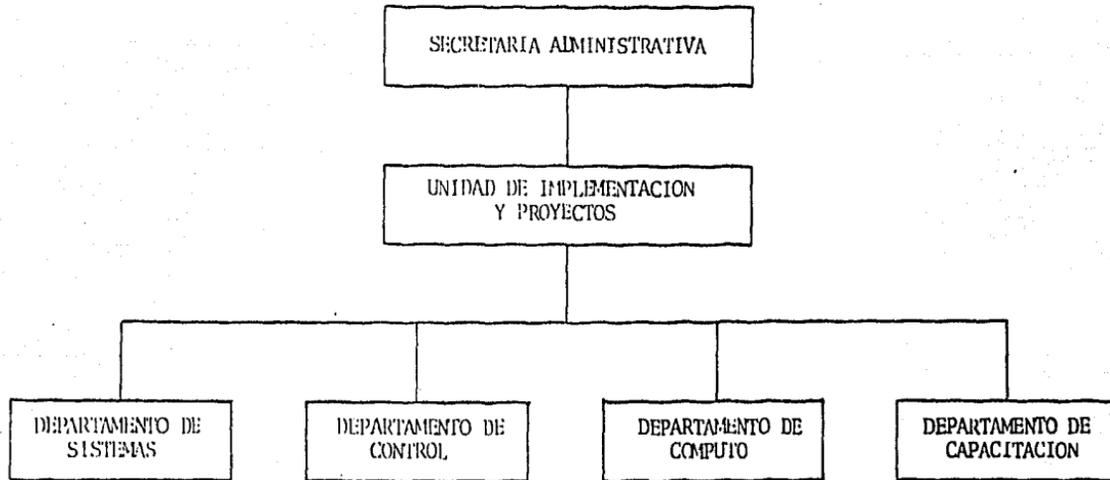 SECRETARIA ADMINISTRATIVA
UNIDAD DE IMPLEMENTACION
Y PROYECTOS
DEPARTAMENTO DE
SISTEMAS
DEPARTAMENTO DE
CONTROL
DEPARTAMENTO DE
COMPUTO
DEPARTAMENTO DE
CAPACITACION